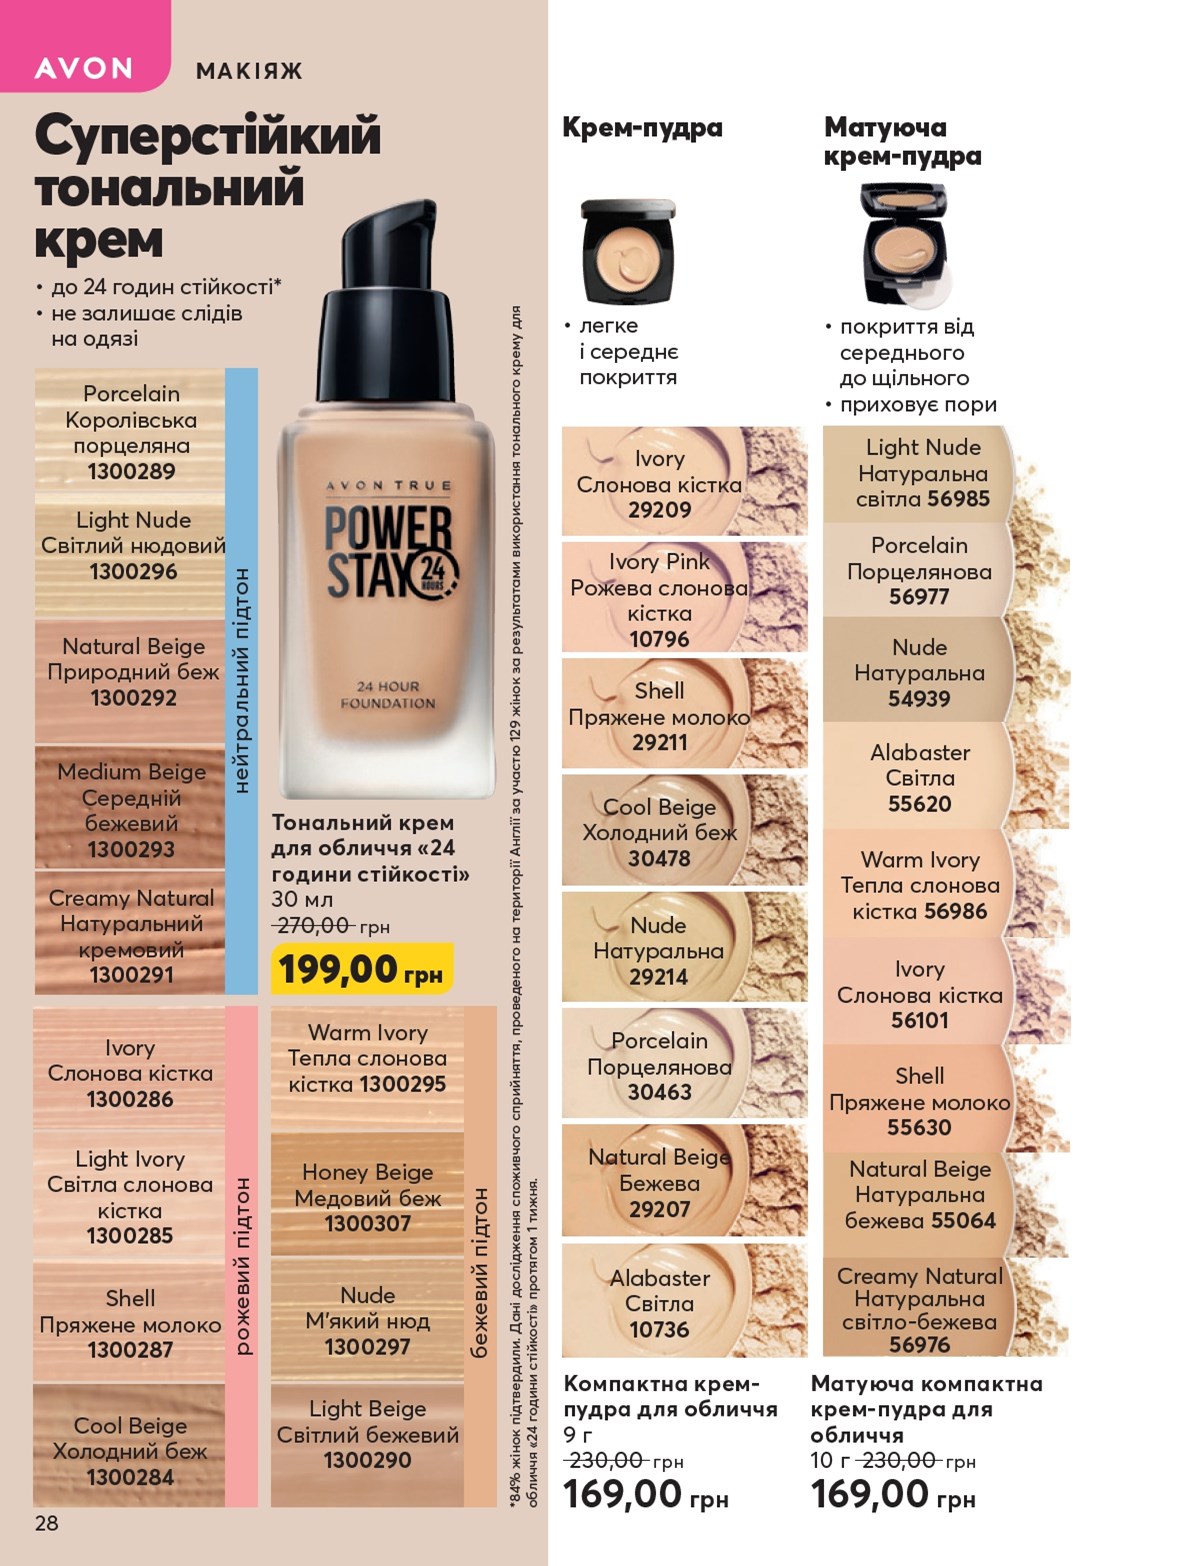 AVON
МАКІЯЖ
Суперстійкий
тональний
крем
• до 24 годин стійкості*
• не залишає слідів
на одязі
Porcelain
Королівська
порцеляна
1300289
Light Nude
Світлий нюдовий
1300296
Natural Beige
Природний беж
1300292
Medium Beige
Середній
бежевий
1300293
Creamy Natural
Натуральний
кремовий
1300291
нейтральний підтон
AVON TRUE
POWER
STAY
24
HOURS
24 HOUR
FOUNDATION
Тональний крем
для обличчя «24
години стійкості»
30 мл
270,00 грн
199,00 грн
Ivory
Слонова кістка
1300286
Light Ivory
Світла слонова
кістка
1300285
Shell
Пряжене молоко
1300287
Cool Beige
Холодний беж
1300284
рожевий підтон
Warm Ivory
Тепла слонова
кістка 1300295
Honey Beige
Медовий беж
1300307
Nude
М'який нюд
1300297
Light Beige
Світлий бежевий
1300290
бежевий підтон
*84% жінок підтвердили. Дані дослідження споживчого сприйняття, проведеного на території Англії за участю 129 жінок за результатами використання тонального крему для
обличчя «24 години стійкості» протягом 1 тижня.
Крем-пудра
• легке
і середнє
покриття
Ivory
Слонова кістка
29209
Ivory Pink
Рожева слонова
кістка
10796
Shell
Пряжене молоко
29211
Cool Beige
Холодний беж
30478
Nude
Натуральна
29214
Porcelain
Порцелянова
30463
Natural Beige
Бежева
29207
Alabaster
Світла
10736
Компактна крем-
пудра для обличчя
9 г
230,00 грн
169,00 грн
Матуюча
крем-пудра
• покриття від
середнього
до щільного
• приховує пори
Light Nude
Натуральна
світла 56985
Porcelain
Порцелянова
56977
Nude
Натуральна
54939
Alabaster
Світла
55620
Warm Ivory
Тепла слонова
кістка 56986
Ivory
Слонова кістка
56101
Shell
Пряжене молоко
55630
Natural Beige
Натуральна
бежева 55064
Creamy Natural
Натуральна
світло-бежева
56976
Матуюча компактна
крем-пудра для
обличчя
10 г 230,00 грн
169,00 грн
28